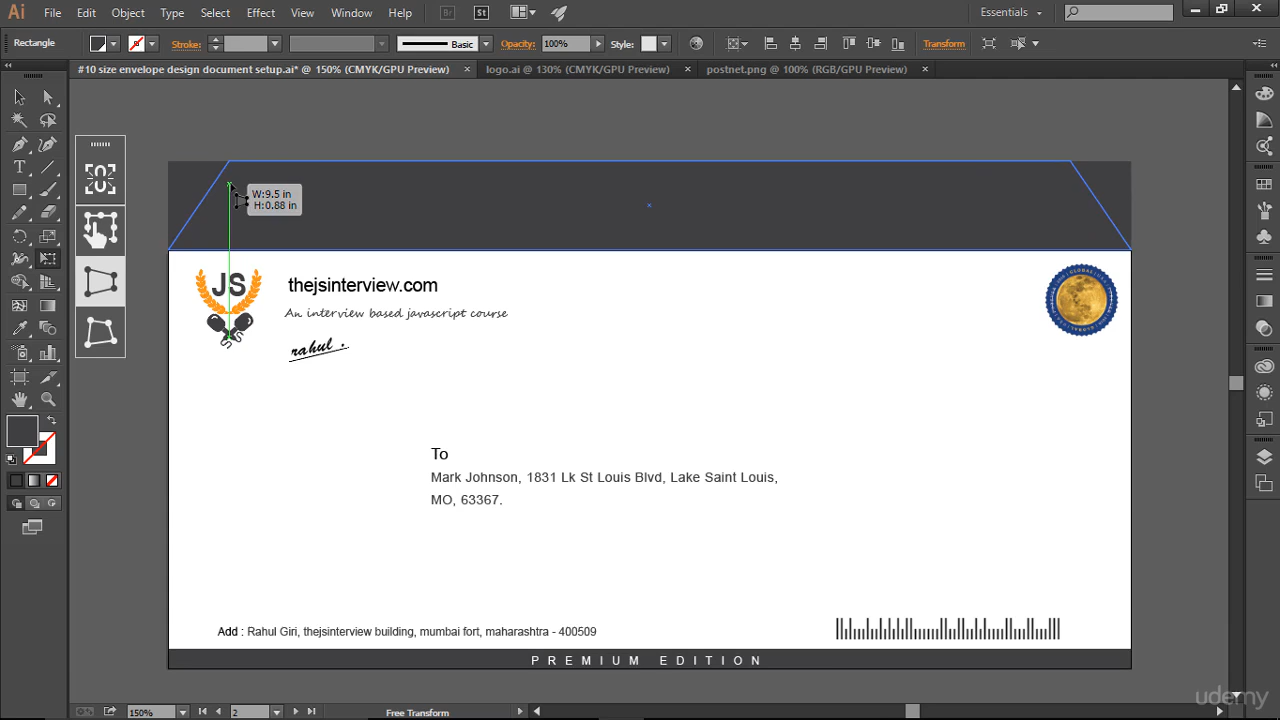 Ai File Edit Object Type Select Effect View Window Help Br St Essentials
Rectangle Stroke: Basic Opacity: 100% Style: Transform
#10 size envelope design document setup.ai* @ 150% (CMYK/GPU Preview) × logo.ai @ 130% (CMYK/GPU Preview) × postnet.png @ 100% (RGB/GPU Preview) ×
W:9.5 in
H:0.88 in
JS
thejsinterview.com
An interview based javascript course
rahul .
To
Mark Johnson, 1831 Lk St Louis Blvd, Lake Saint Louis,
MO, 63367.
Add : Rahul Giri, thejsinterview building, mumbai fort, maharashtra - 400509
PREMIUM EDITION
udemy
150% 2 Free Transform